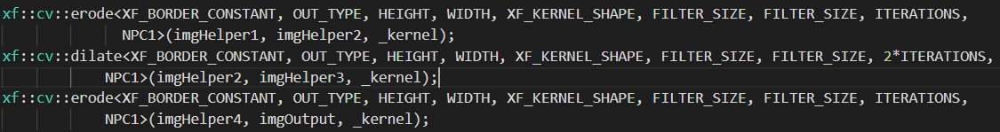 xf::cv::erode<XF_BORDER_CONSTANT, OUT_TYPE, HEIGHT, WIDTH, XF_KERNEL_SHAPE, FILTER_SIZE, FILTER_SIZE, ITERATIONS,
NPC1>(imgHelper1, imgHelper2, _kernel);
xf::cv::dilate<XF_BORDER_CONSTANT, OUT_TYPE, HEIGHT, WIDTH, XF_KERNEL_SHAPE, FILTER_SIZE, FILTER_SIZE, 2*ITERATIONS,
NPC1>(imgHelper2, imgHelper3, _kernel);
xf::cv::erode<XF_BORDER_CONSTANT, OUT_TYPE, HEIGHT, WIDTH, XF_KERNEL_SHAPE, FILTER_SIZE, FILTER_SIZE, ITERATIONS,
NPC1>(imgHelper4, imgOutput, _kernel);